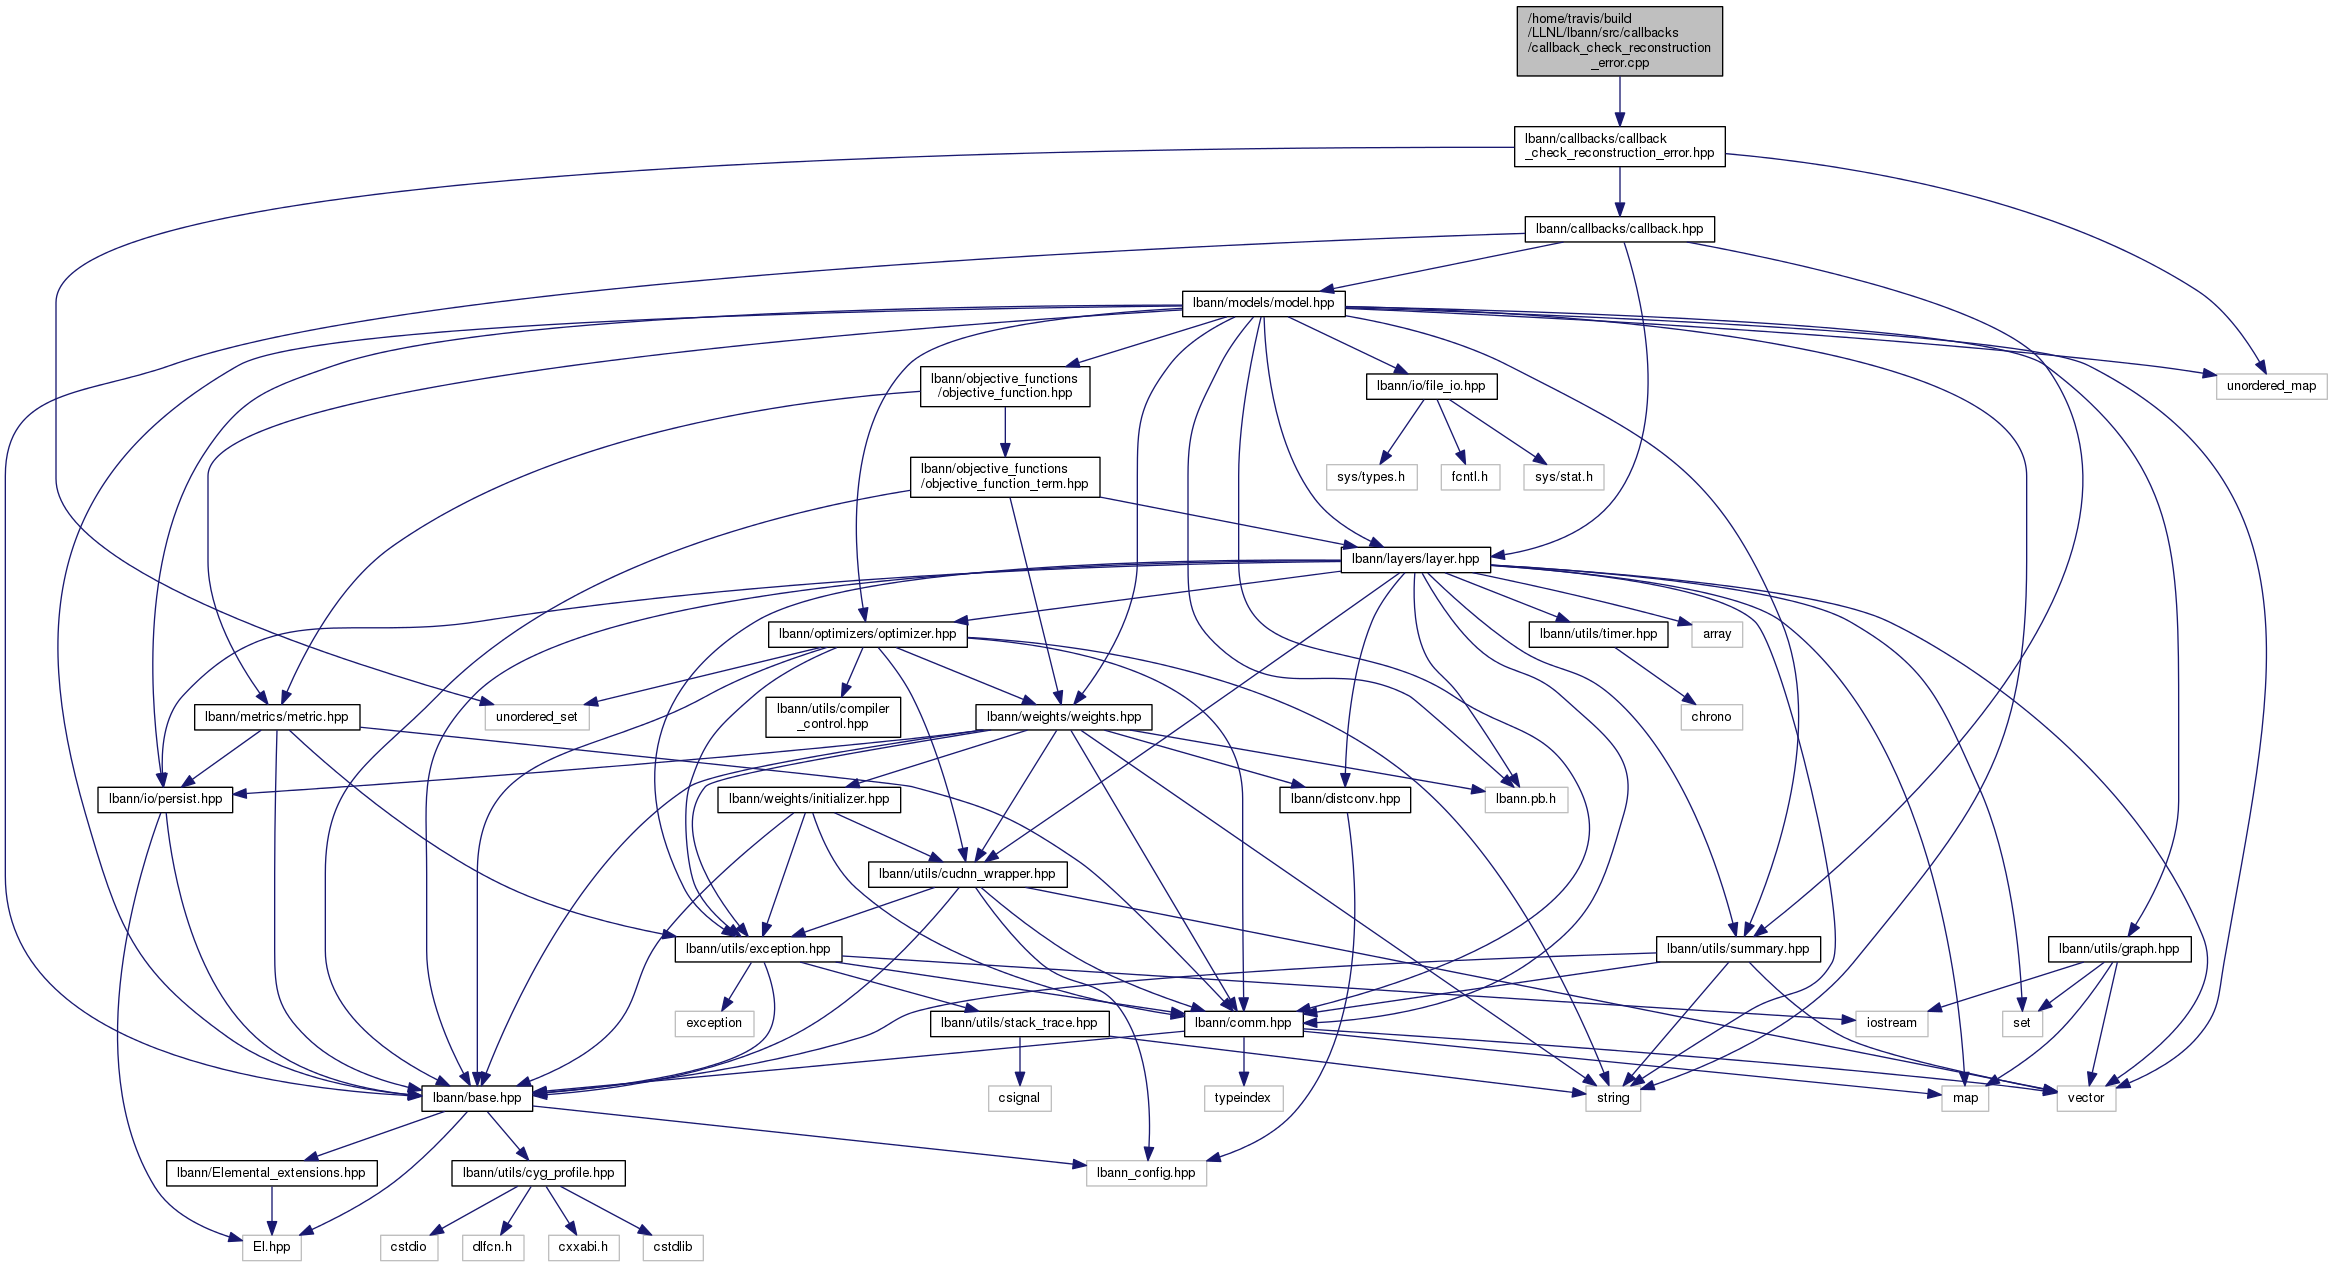 /home/travis/build
/LLNL/lbann/src/callbacks
/callback_check_reconstruction
_error.cpp
lbann/callbacks/callback
_check_reconstruction_error.hpp
lbann/callbacks/callback.hpp
lbann/models/model.hpp
lbann/objective_functions
/objective_function.hpp
lbann/io/file_io.hpp
unordered_map
lbann/objective_functions
/objective_function_term.hpp
sys/types.h
fcntl.h
sys/stat.h
lbann/layers/layer.hpp
lbann/optimizers/optimizer.hpp
lbann/utils/timer.hpp
array
lbann/metrics/metric.hpp
unordered_set
lbann/utils/compiler
_control.hpp
lbann/weights/weights.hpp
chrono
lbann/io/persist.hpp
lbann/weights/initializer.hpp
lbann/distconv.hpp
lbann.pb.h
lbann/utils/cudnn_wrapper.hpp
lbann/utils/exception.hpp
lbann/utils/summary.hpp
lbann/utils/graph.hpp
exception
lbann/utils/stack_trace.hpp
lbann/comm.hpp
iostream
set
lbann/base.hpp
csignal
typeindex
string
map
vector
lbann/Elemental_extensions.hpp
lbann/utils/cyg_profile.hpp
lbann_config.hpp
El.hpp
cstdio
dlfcn.h
cxxabi.h
cstdlib